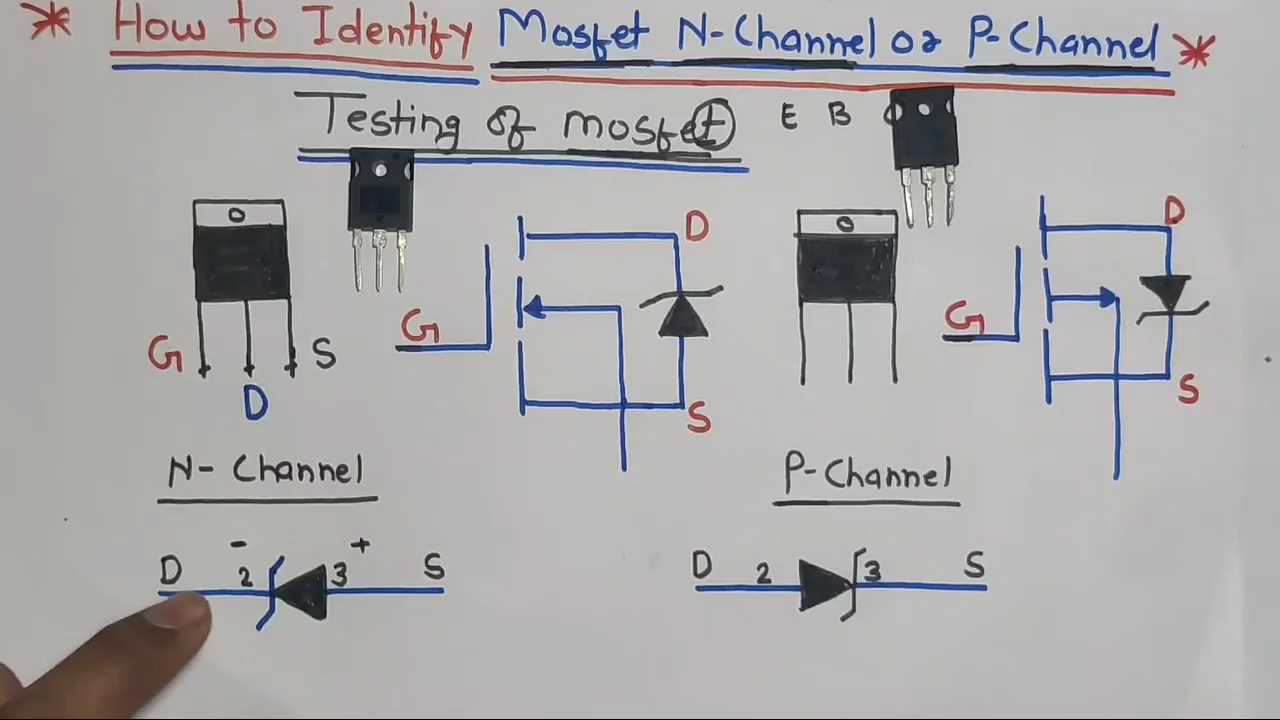 * How to Identify Mosfet N-Channel or P-Channel *
Testing of mosfet E B
G D S
G D S
G D S
N- Channel
P-Channel
D - 2 3 + S
D 2 3 S